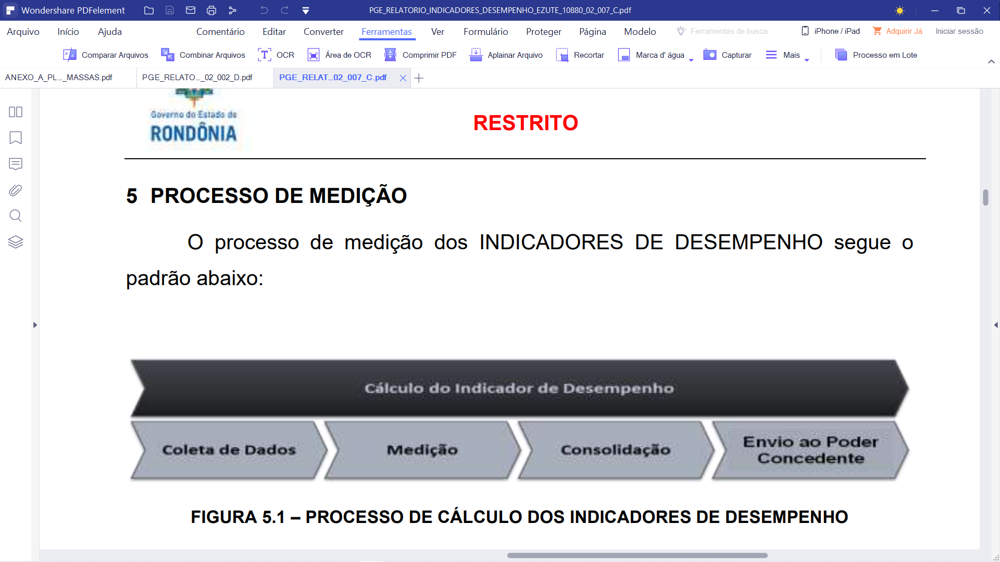 Wondershare PDFelement
PGE_RELATORIO_INDICADORES_DESEMPENHO_EZUTE_10880_02_007_C.pdf
Arquivo Início Ajuda Comentário Editar Converter Ferramentas Ver Formulário Proteger Página Modelo Ferramentas de busca iPhone / iPad Adquirir Já Iniciar sessão
Comparar Arquivos Combinar Arquivos OCR Área de OCR Comprimir PDF Aplainar Arquivo Recortar Marca d' água Capturar Mais Processo em Lote
ANEXO_A_PL..._MASSAS.pdf PGE_RELATO..._02_002_D.pdf PGE_RELAT...02_007_C.pdf
Governo do Estado de
RONDÔNIA
RESTRITO
5 PROCESSO DE MEDIÇÃO
O processo de medição dos INDICADORES DE DESEMPENHO segue o
padrão abaixo:
Cálculo do Indicador de Desempenho
Coleta de Dados
Medição
Consolidação
Envio ao Poder
Concedente
FIGURA 5.1 – PROCESSO DE CÁLCULO DOS INDICADORES DE DESEMPENHO